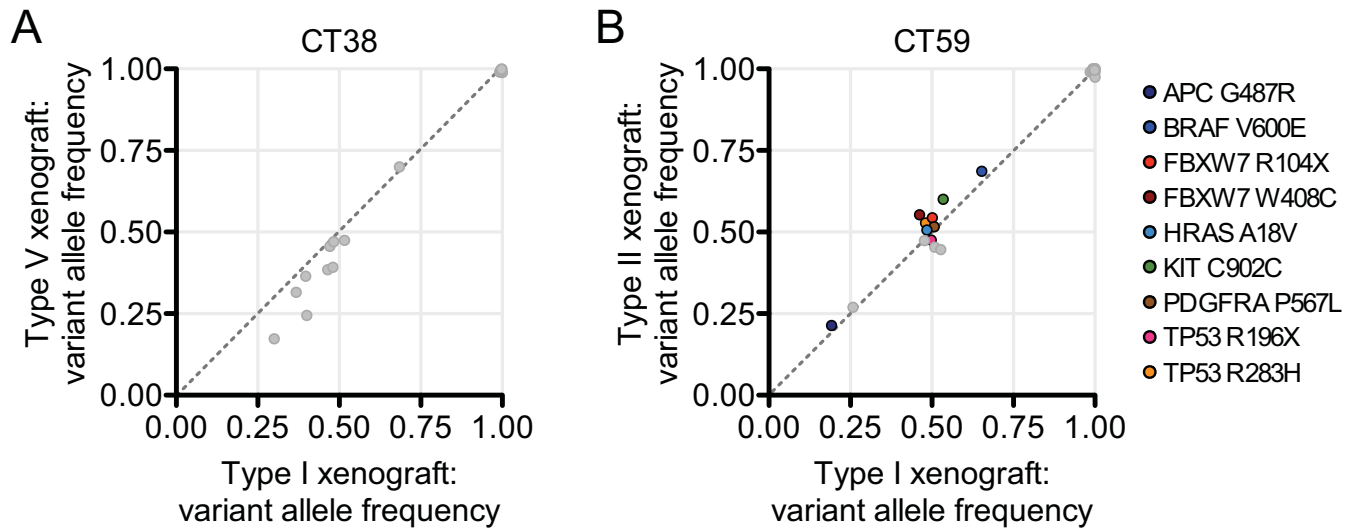 A
CT38
Type V xenograft:
variant allele frequency
1.00
0.75
0.50
0.25
0.00
0.00 0.25 0.50 0.75 1.00
Type I xenograft:
variant allele frequency
B
CT59
Type II xenograft:
variant allele frequency
1.00
0.75
0.50
0.25
0.00
0.00 0.25 0.50 0.75 1.00
Type I xenograft:
variant allele frequency
APC G487R
BRAF V600E
FBXW7 R104X
FBXW7 W408C
HRAS A18V
KIT C902C
PDGFRA P567L
TP53 R196X
TP53 R283H